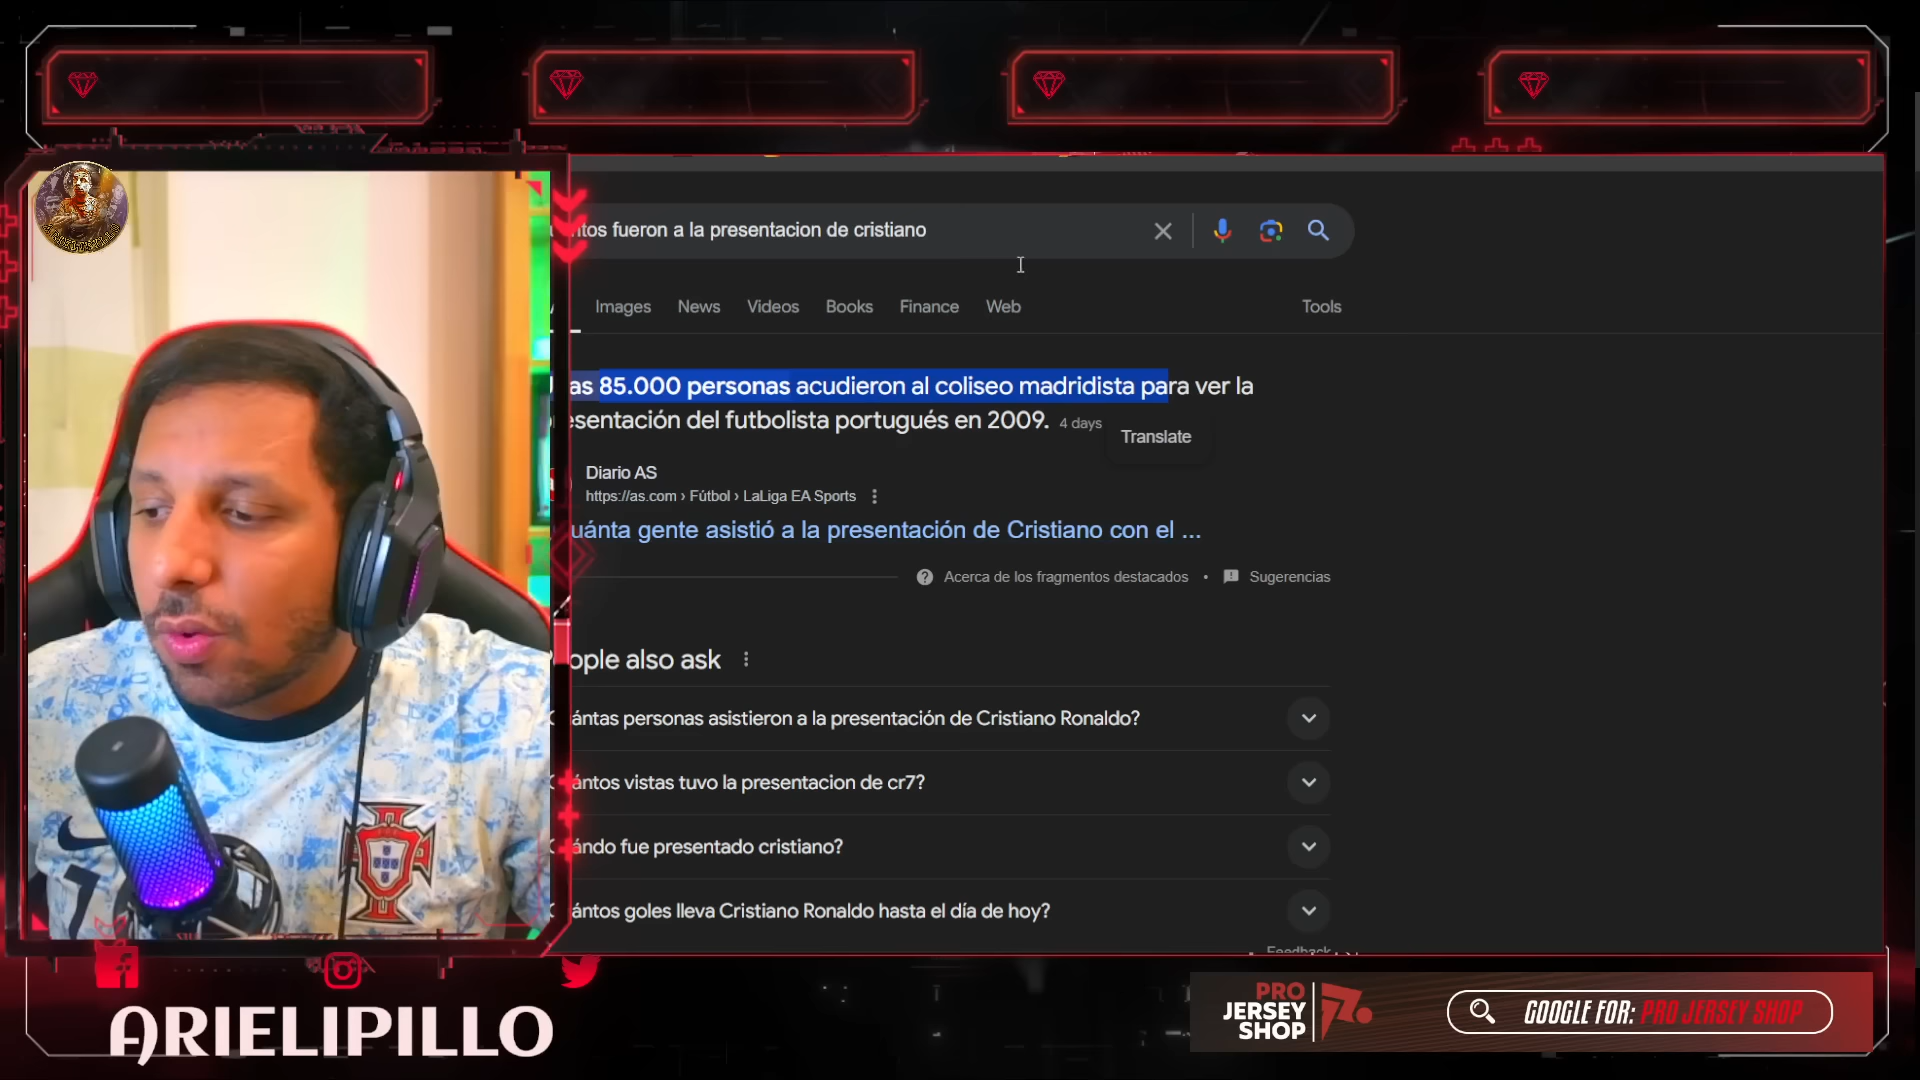 ntos fueron a la presentacion de cristiano
Images News Videos Books Finance Web Tools
as 85.000 personas acudieron al coliseo madridista para ver la
esentación del futbolista portugués en 2009. 4 days
Translate
Diario AS
https://as.com › Fútbol › LaLiga EA Sports
uánta gente asistió a la presentación de Cristiano con el ...
Acerca de los fragmentos destacados • Sugerencias
ople also ask
ántas personas asistieron a la presentación de Cristiano Ronaldo?
ántos vistas tuvo la presentacion de cr7?
ándo fue presentado cristiano?
ántos goles lleva Cristiano Ronaldo hasta el día de hoy?
Feedback
7
ARIELIPILLO
PRO
JERSEY
SHOP
GOOGLE FOR: PRO JERSEY SHOP